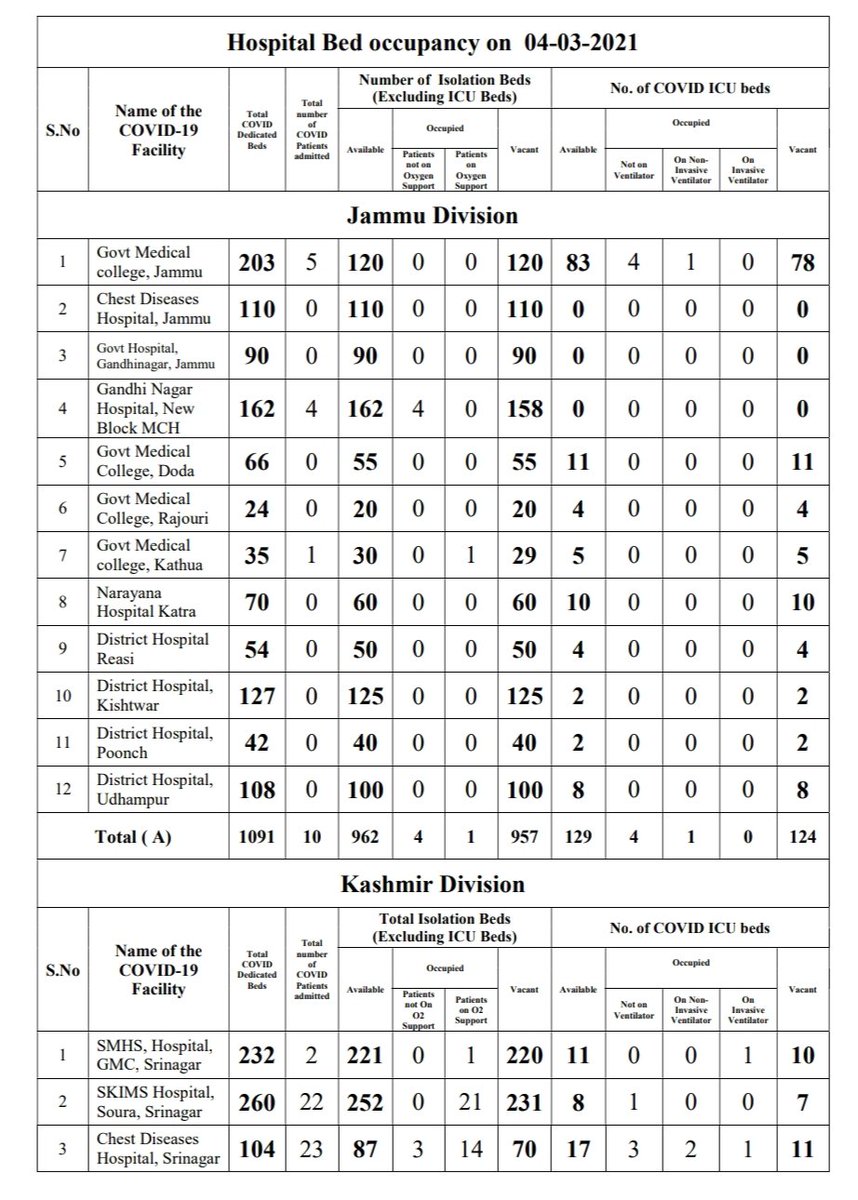 Hospital Bed occupancy on 04-03-2021
S.No
Name of the
COVID-19
Facility
Total
COVID
Dedicated
Beds
Total
number
of
COVID
Patients
admitted
Number of Isolation Beds
(Excluding ICU Beds)
No. of COVID ICU beds
Available
Occupied
Patients
not on
Oxygen
Support
Patients
on
Oxygen
Support
Vacant
Available
Occupied
Not on
Ventilator
On Non-
Invasive
Ventilator
On
Invasive
Ventilator
Vacant
Jammu Division
1 Govt Medical
college, Jammu 203 5 120 0 0 120 83 4 1 0 78
2 Chest Diseases
Hospital, Jammu 110 0 110 0 0 110 0 0 0 0 0
3 Govt Hospital,
Gandhinagar, Jammu 90 0 90 0 0 90 0 0 0 0 0
4 Gandhi Nagar
Hospital, New
Block MCH 162 4 162 4 0 158 0 0 0 0 0
5 Govt Medical
College, Doda 66 0 55 0 0 55 11 0 0 0 11
6 Govt Medical
College, Rajouri 24 0 20 0 0 20 4 0 0 0 4
7 Govt Medical
college, Kathua 35 1 30 0 1 29 5 0 0 0 5
8 Narayana
Hospital Katra 70 0 60 0 0 60 10 0 0 0 10
9 District Hospital
Reasi 54 0 50 0 0 50 4 0 0 0 4
10 District Hospital,
Kishtwar 127 0 125 0 0 125 2 0 0 0 2
11 District Hospital,
Poonch 42 0 40 0 0 40 2 0 0 0 2
12 District Hospital,
Udhampur 108 0 100 0 0 100 8 0 0 0 8
Total ( A) 1091 10 962 4 1 957 129 4 1 0 124
Kashmir Division
S.No
Name of the
COVID-19
Facility
Total
COVID
Dedicated
Beds
Total
number
of
COVID
Patients
admitted
Total Isolation Beds
(Excluding ICU Beds)
No. of COVID ICU beds
Available
Occupied
Patients
not On
O2
Support
Patients
on O2
Support
Vacant
Available
Occupied
Not on
Ventilator
On Non-
Invasive
Ventilator
On
Invasive
Ventilator
Vacant
1 SMHS, Hospital,
GMC, Srinagar 232 2 221 0 1 220 11 0 0 1 10
2 SKIMS Hospital,
Soura, Srinagar 260 22 252 0 21 231 8 1 0 0 7
3 Chest Diseases
Hospital, Srinagar 104 23 87 3 14 70 17 3 2 1 11